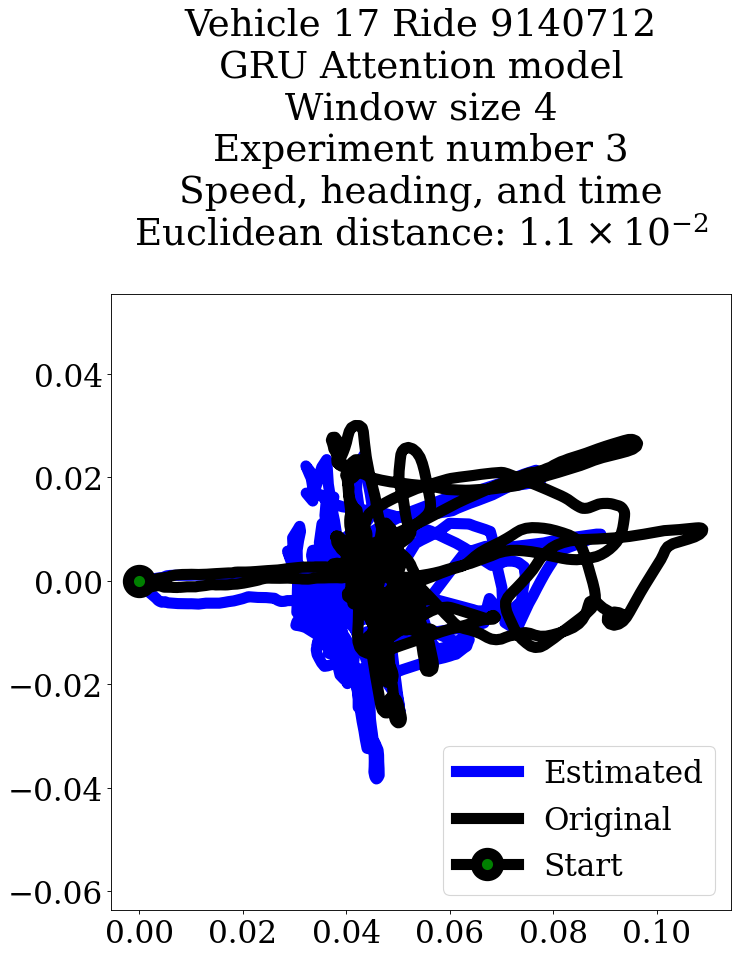 Vehicle 17 Ride 9140712
GRU Attention model
Window size 4
Experiment number 3
Speed, heading, and time
Euclidean distance: 1.1 × 10⁻²
0.04
0.02
0.00
−0.02
−0.04
−0.06
Estimated
Original
Start
0.00 0.02 0.04 0.06 0.08 0.10